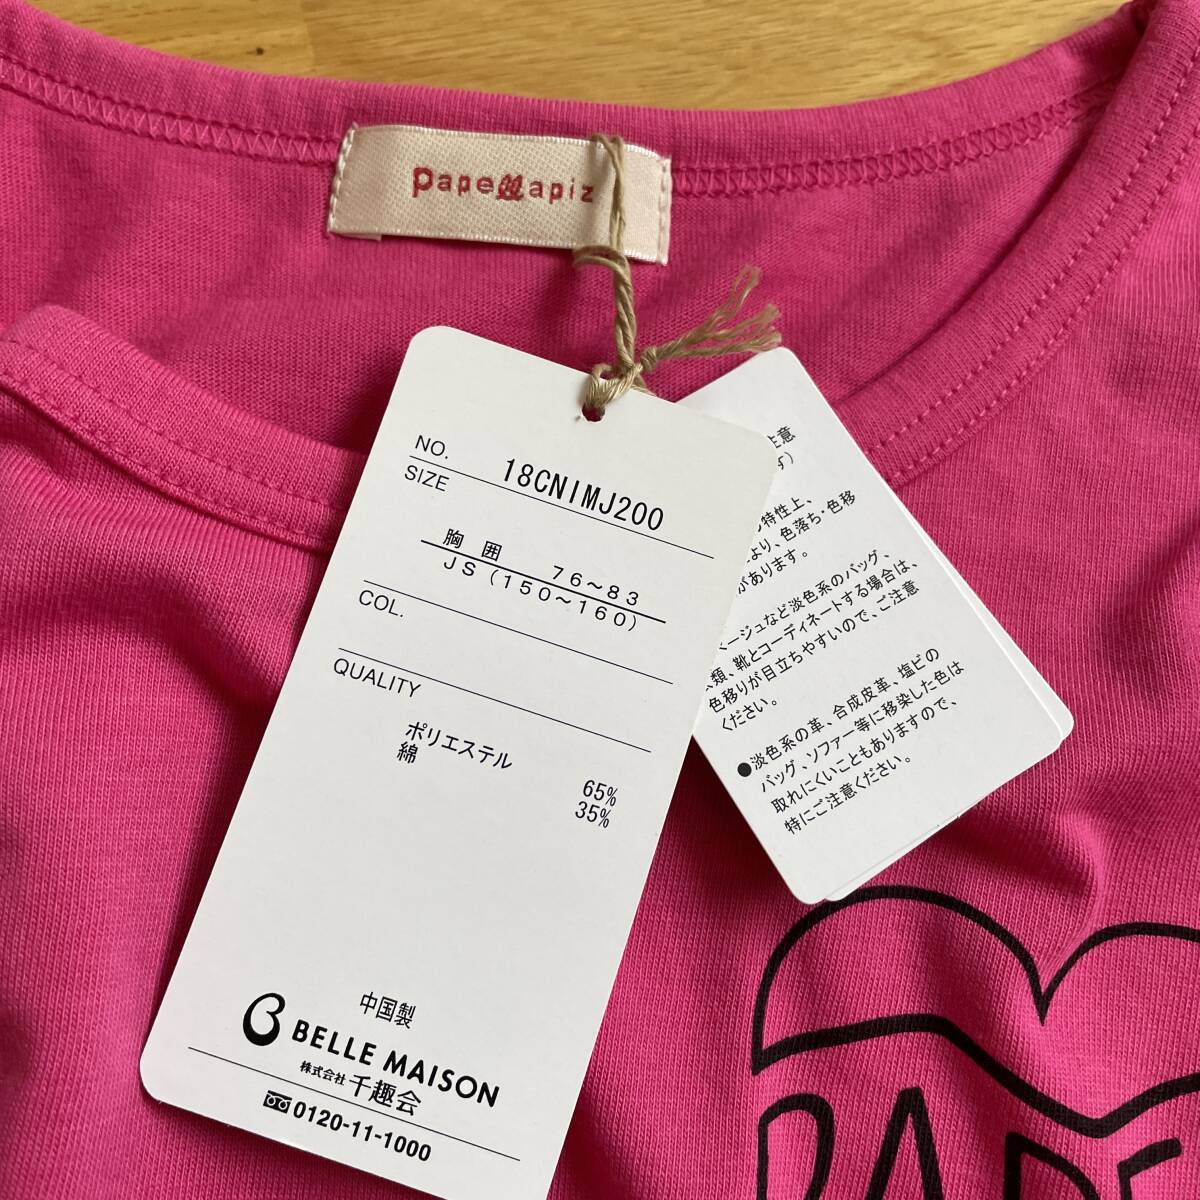 papellapiz
NO. 18CNIMJ200
SIZE
胸囲 76～83
JS(150～160)
COL.
QUALITY
ポリエステル 65%
綿 35%
中国製
BELLE MAISON
株式会社千趣会
0120-11-1000
注意
す）
特性上、
より、色落ち・色移
があります。
ベージュなど淡色系のバッグ、
類、靴とコーディネートする場合は、
色移りが目立ちやすいので、ご注意
ください。
●淡色系の革、合成皮革、塩ビの
バッグ、ソファー等に移染した色は
取れにくいこともありますので、
特にご注意ください。
PAPE